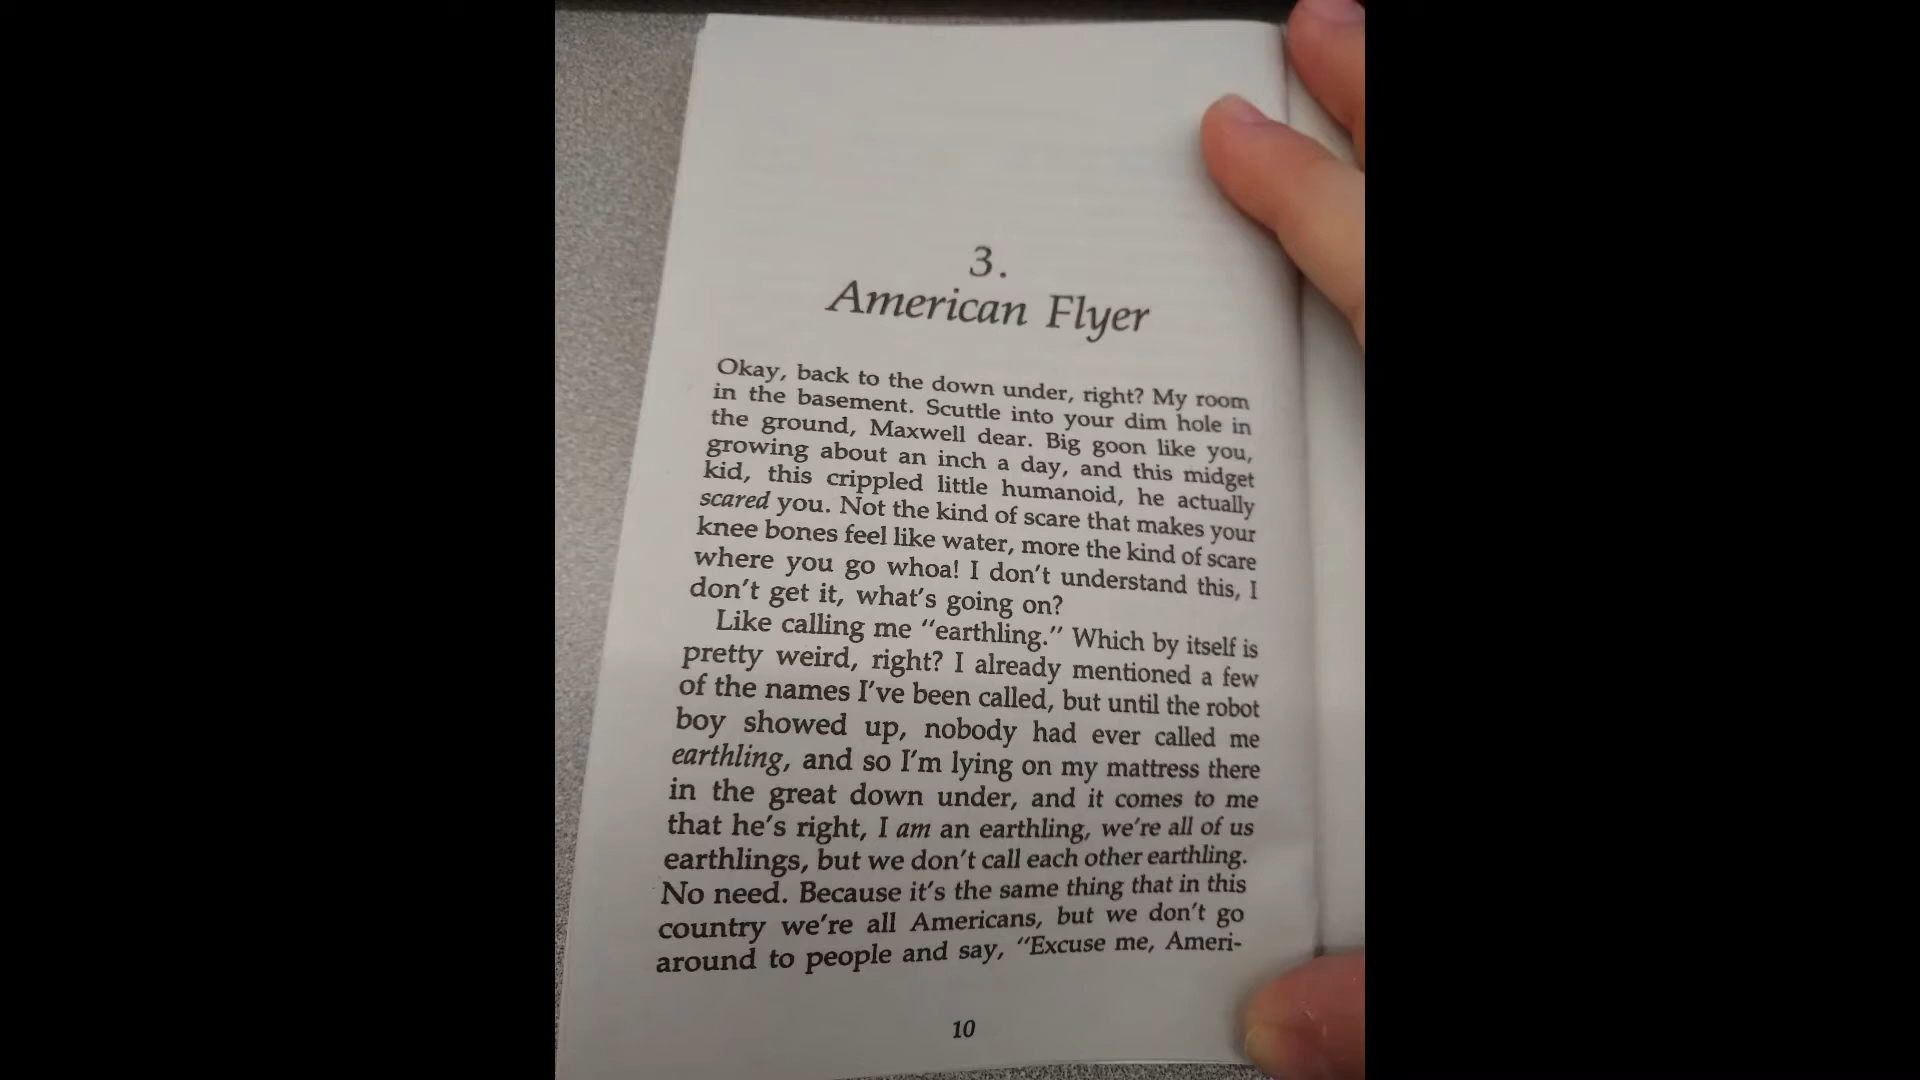 3.
American Flyer
Okay, back to the down under, right? My room
in the basement. Scuttle into your dim hole in
the ground, Maxwell dear. Big goon like you,
growing about an inch a day, and this midget
kid, this crippled little humanoid, he actually
scared you. Not the kind of scare that makes your
knee bones feel like water, more the kind of scare
where you go whoa! I don't understand this, I
don't get it, what's going on?
Like calling me “earthling.” Which by itself is
pretty weird, right? I already mentioned a few
of the names I've been called, but until the robot
boy showed up, nobody had ever called me
earthling, and so I'm lying on my mattress there
in the great down under, and it comes to me
that he's right, I am an earthling, we're all of us
earthlings, but we don't call each other earthling.
No need. Because it's the same thing that in this
country we're all Americans, but we don't go
around to people and say, “Excuse me, Ameri-
10